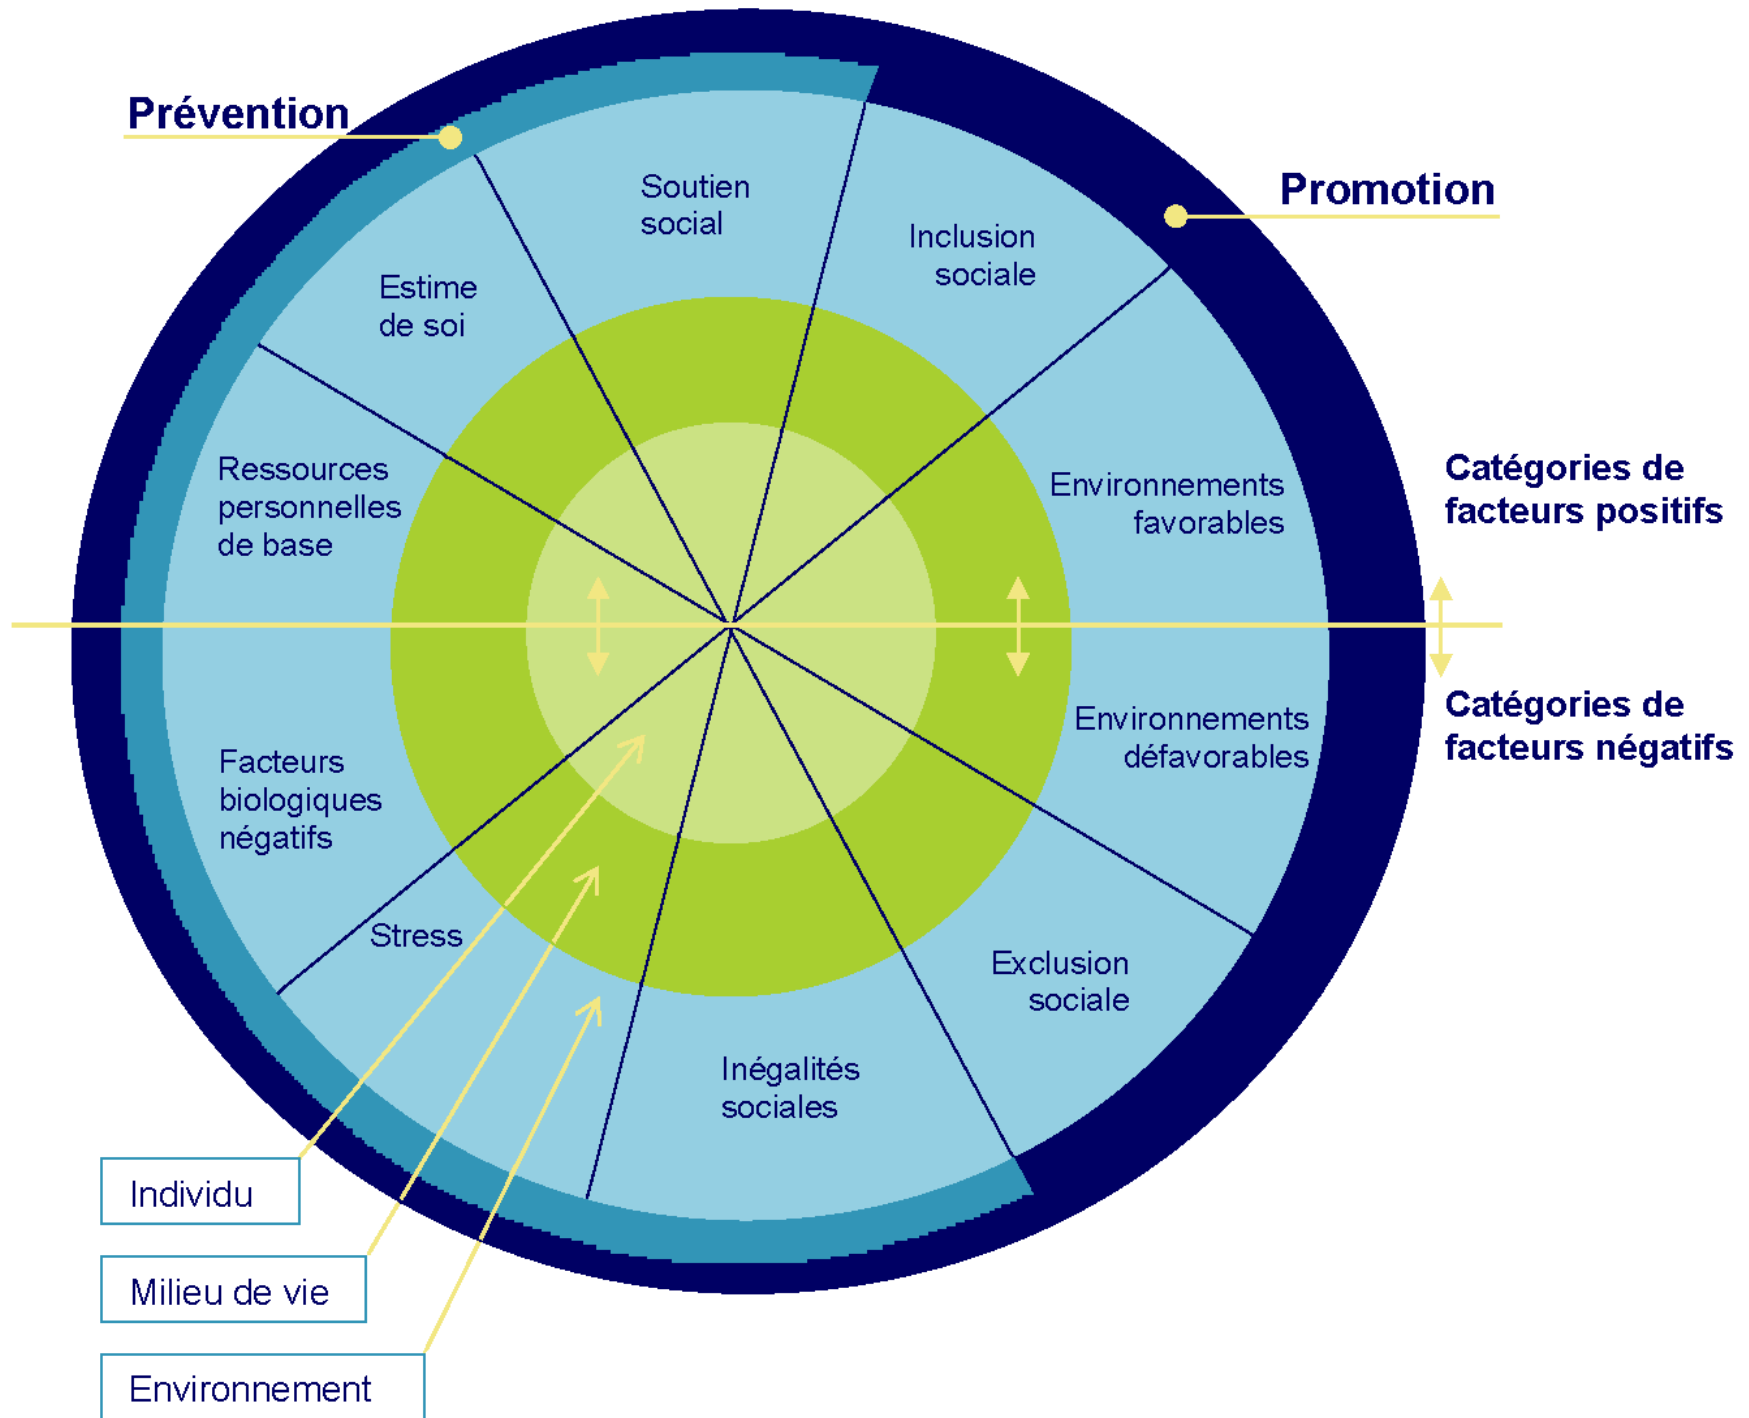 Prévention
Promotion
Soutien
social
Inclusion
sociale
Estime
de soi
Ressources
personnelles
de base
Environnements
favorables
Catégories de
facteurs positifs
Catégories de
facteurs négatifs
Environnements
défavorables
Facteurs
biologiques
négatifs
Stress
Exclusion
sociale
Inégalités
sociales
Individu
Milieu de vie
Environnement